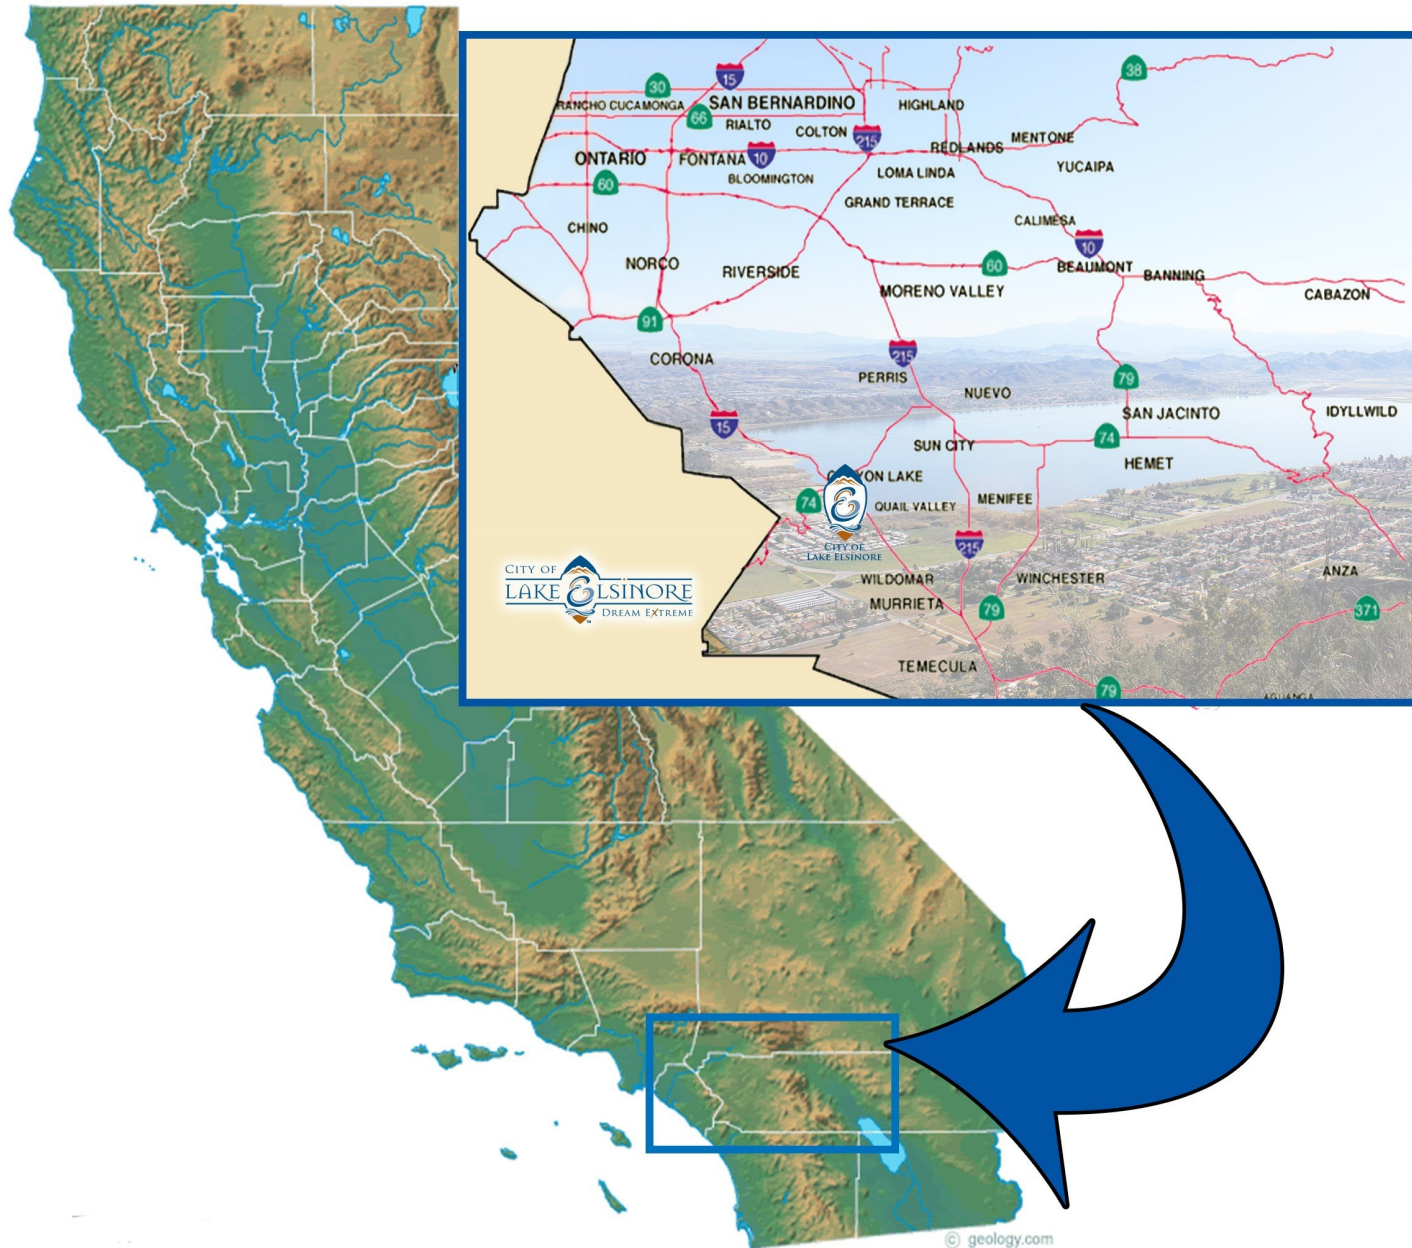 38
15
30
RANCHO CUCAMONGA
SAN BERNARDINO
HIGHLAND
66
RIALTO
COLTON
215
MENTONE
REDLANDS
ONTARIO
FONTANA
10
YUCAIPA
LOMA LINDA
BLOOMINGTON
60
GRAND TERRACE
CALIMESA
CHINO
10
NORCO
RIVERSIDE
60
BEAUMONT
BANNING
MORENO VALLEY
CABAZON
91
CORONA
215
PERRIS
79
NUEVO
SAN JACINTO
IDYLLWILD
15
74
SUN CITY
HEMET
YON LAKE
74
QUAIL VALLEY
MENIFEE
CITY OF
LAKE ELSINORE
215
CITY OF
LAKE ELSINORE
DREAM EXTREME
WILDOMAR
WINCHESTER
ANZA
MURRIETA
79
371
TEMECULA
79
AGUANGA
© geology.com